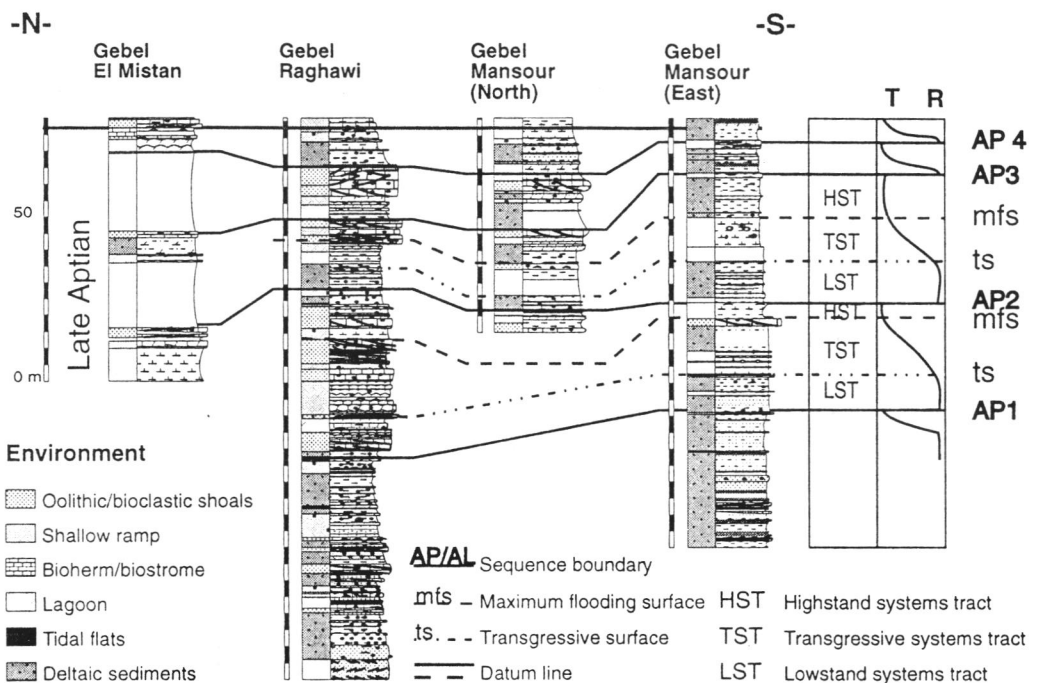 -N-
-S-
Gebel
El Mistan
Gebel
Raghawi
Gebel
Mansour
(North)
Gebel
Mansour
(East)
T R
AP 4
AP3
HST
mfs
TST
ts
LST
AP2
HST
mfs
TST
ts
LST
AP1
50
0 m
Late Aptian
Environment
Oolithic/bioclastic shoals
Shallow ramp
Bioherm/biostrome
Lagoon
Tidal flats
Deltaic sediments
AP/AL Sequence boundary
mfs Maximum flooding surface
ts. Transgressive surface
Datum line
HST Highstand systems tract
TST Transgressive systems tract
LST Lowstand systems tract